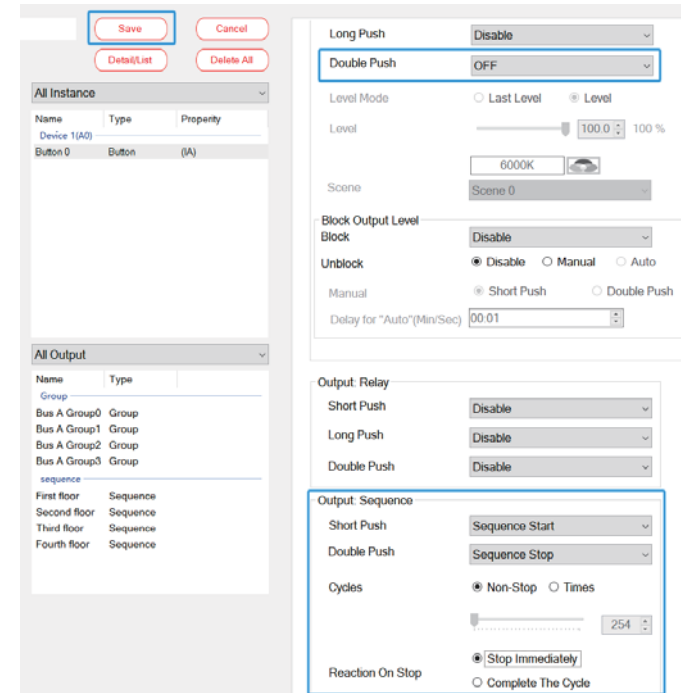 Save Cancel
Detail/List Delete All
All Instance
Name Type Property
Device 1(A0)
Button 0 Button (IA)
All Output
Name Type
Group
Bus A Group0 Group
Bus A Group1 Group
Bus A Group2 Group
Bus A Group3 Group
sequence
First floor Sequence
Second floor Sequence
Third floor Sequence
Fourth floor Sequence
Long Push Disable
Double Push OFF
Level Mode Last Level Level
Level 100.0 100 %
6000K
Scene Scene 0
Block Output Level
Block Disable
Unblock Disable Manual Auto
Manual Short Push Double Push
Delay for "Auto"(Min/Sec) 00:01
Output: Relay
Short Push Disable
Long Push Disable
Double Push Disable
Output: Sequence
Short Push Sequence Start
Double Push Sequence Stop
Cycles Non-Stop Times
254
Stop Immediately
Reaction On Stop
Complete The Cycle